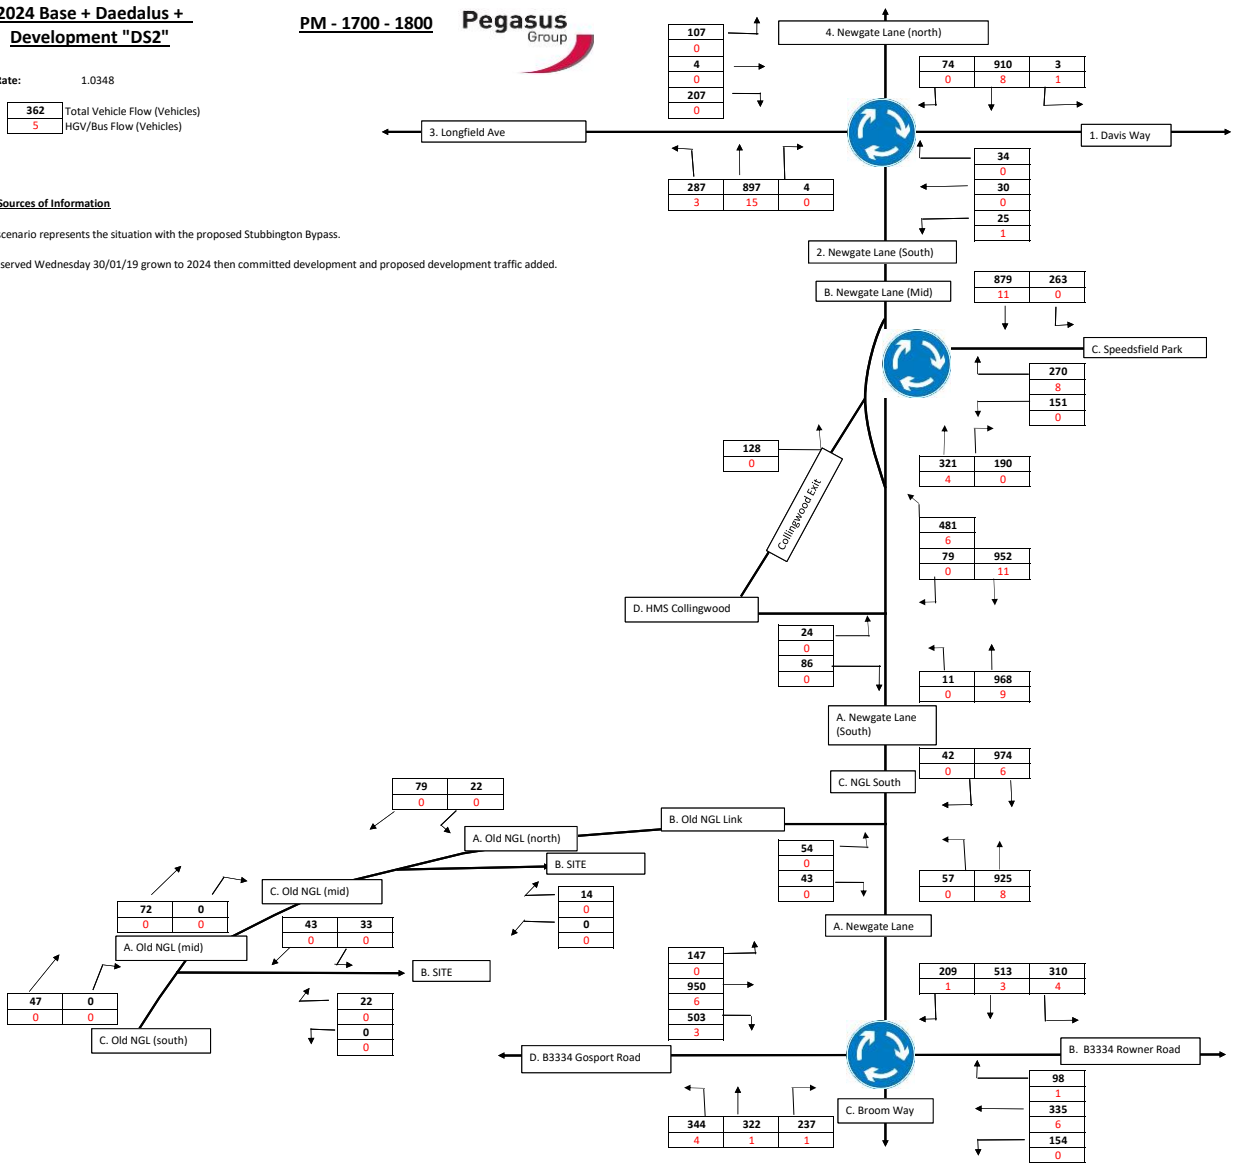 2024 Base + Daedalus +
Development "DS2"
PM - 1700 - 1800
Pegasus
Group
Rate: 1.0348
362 Total Vehicle Flow (Vehicles)
5 HGV/Bus Flow (Vehicles)
Sources of Information
scenario represents the situation with the proposed Stubbington Bypass.
served Wednesday 30/01/19 grown to 2024 then committed development and proposed development traffic added.
107
0
4
0
207
0
4. Newgate Lane (north)
74 910 3
0 8 1
3. Longfield Ave
1. Davis Way
287 897 4
3 15 0
34
0
30
0
25
1
2. Newgate Lane (South)
B. Newgate Lane (Mid)
879 263
11 0
C. Speedsfield Park
270
8
151
0
128
0
321 190
4 0
Collingwood Exit
481
6
79 952
0 11
D. HMS Collingwood
24
0
86
0
11 968
0 9
A. Newgate Lane
(South)
42 974
0 6
C. NGL South
79 22
0 0
B. Old NGL Link
A. Old NGL (north)
54
0
43
0
B. SITE
57 925
0 8
C. Old NGL (mid)
14
0
0
0
72 0
0 0
43 33
0 0
A. Newgate Lane
A. Old NGL (mid)
B. SITE
147
0
950
6
503
3
209 513 310
1 3 4
47 0
0 0
22
0
0
0
C. Old NGL (south)
D. B3334 Gosport Road
B. B3334 Rowner Road
98
1
335
6
154
0
C. Broom Way
344 322 237
4 1 1